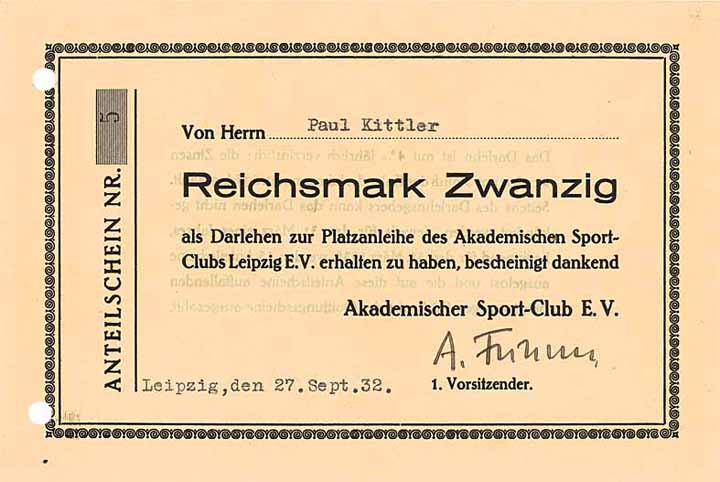 ANTEILSCHEIN NR. 5
Von Herrn Paul Kittler
Reichsmark Zwanzig
als Darlehen zur Platzanleihe des Akademischen Sport-
Clubs Leipzig E.V. erhalten zu haben, bescheinigt dankend
Akademischer Sport-Club E.V.
A.
Leipzig, den 27. Sept. 32.
1. Vorsitzender.